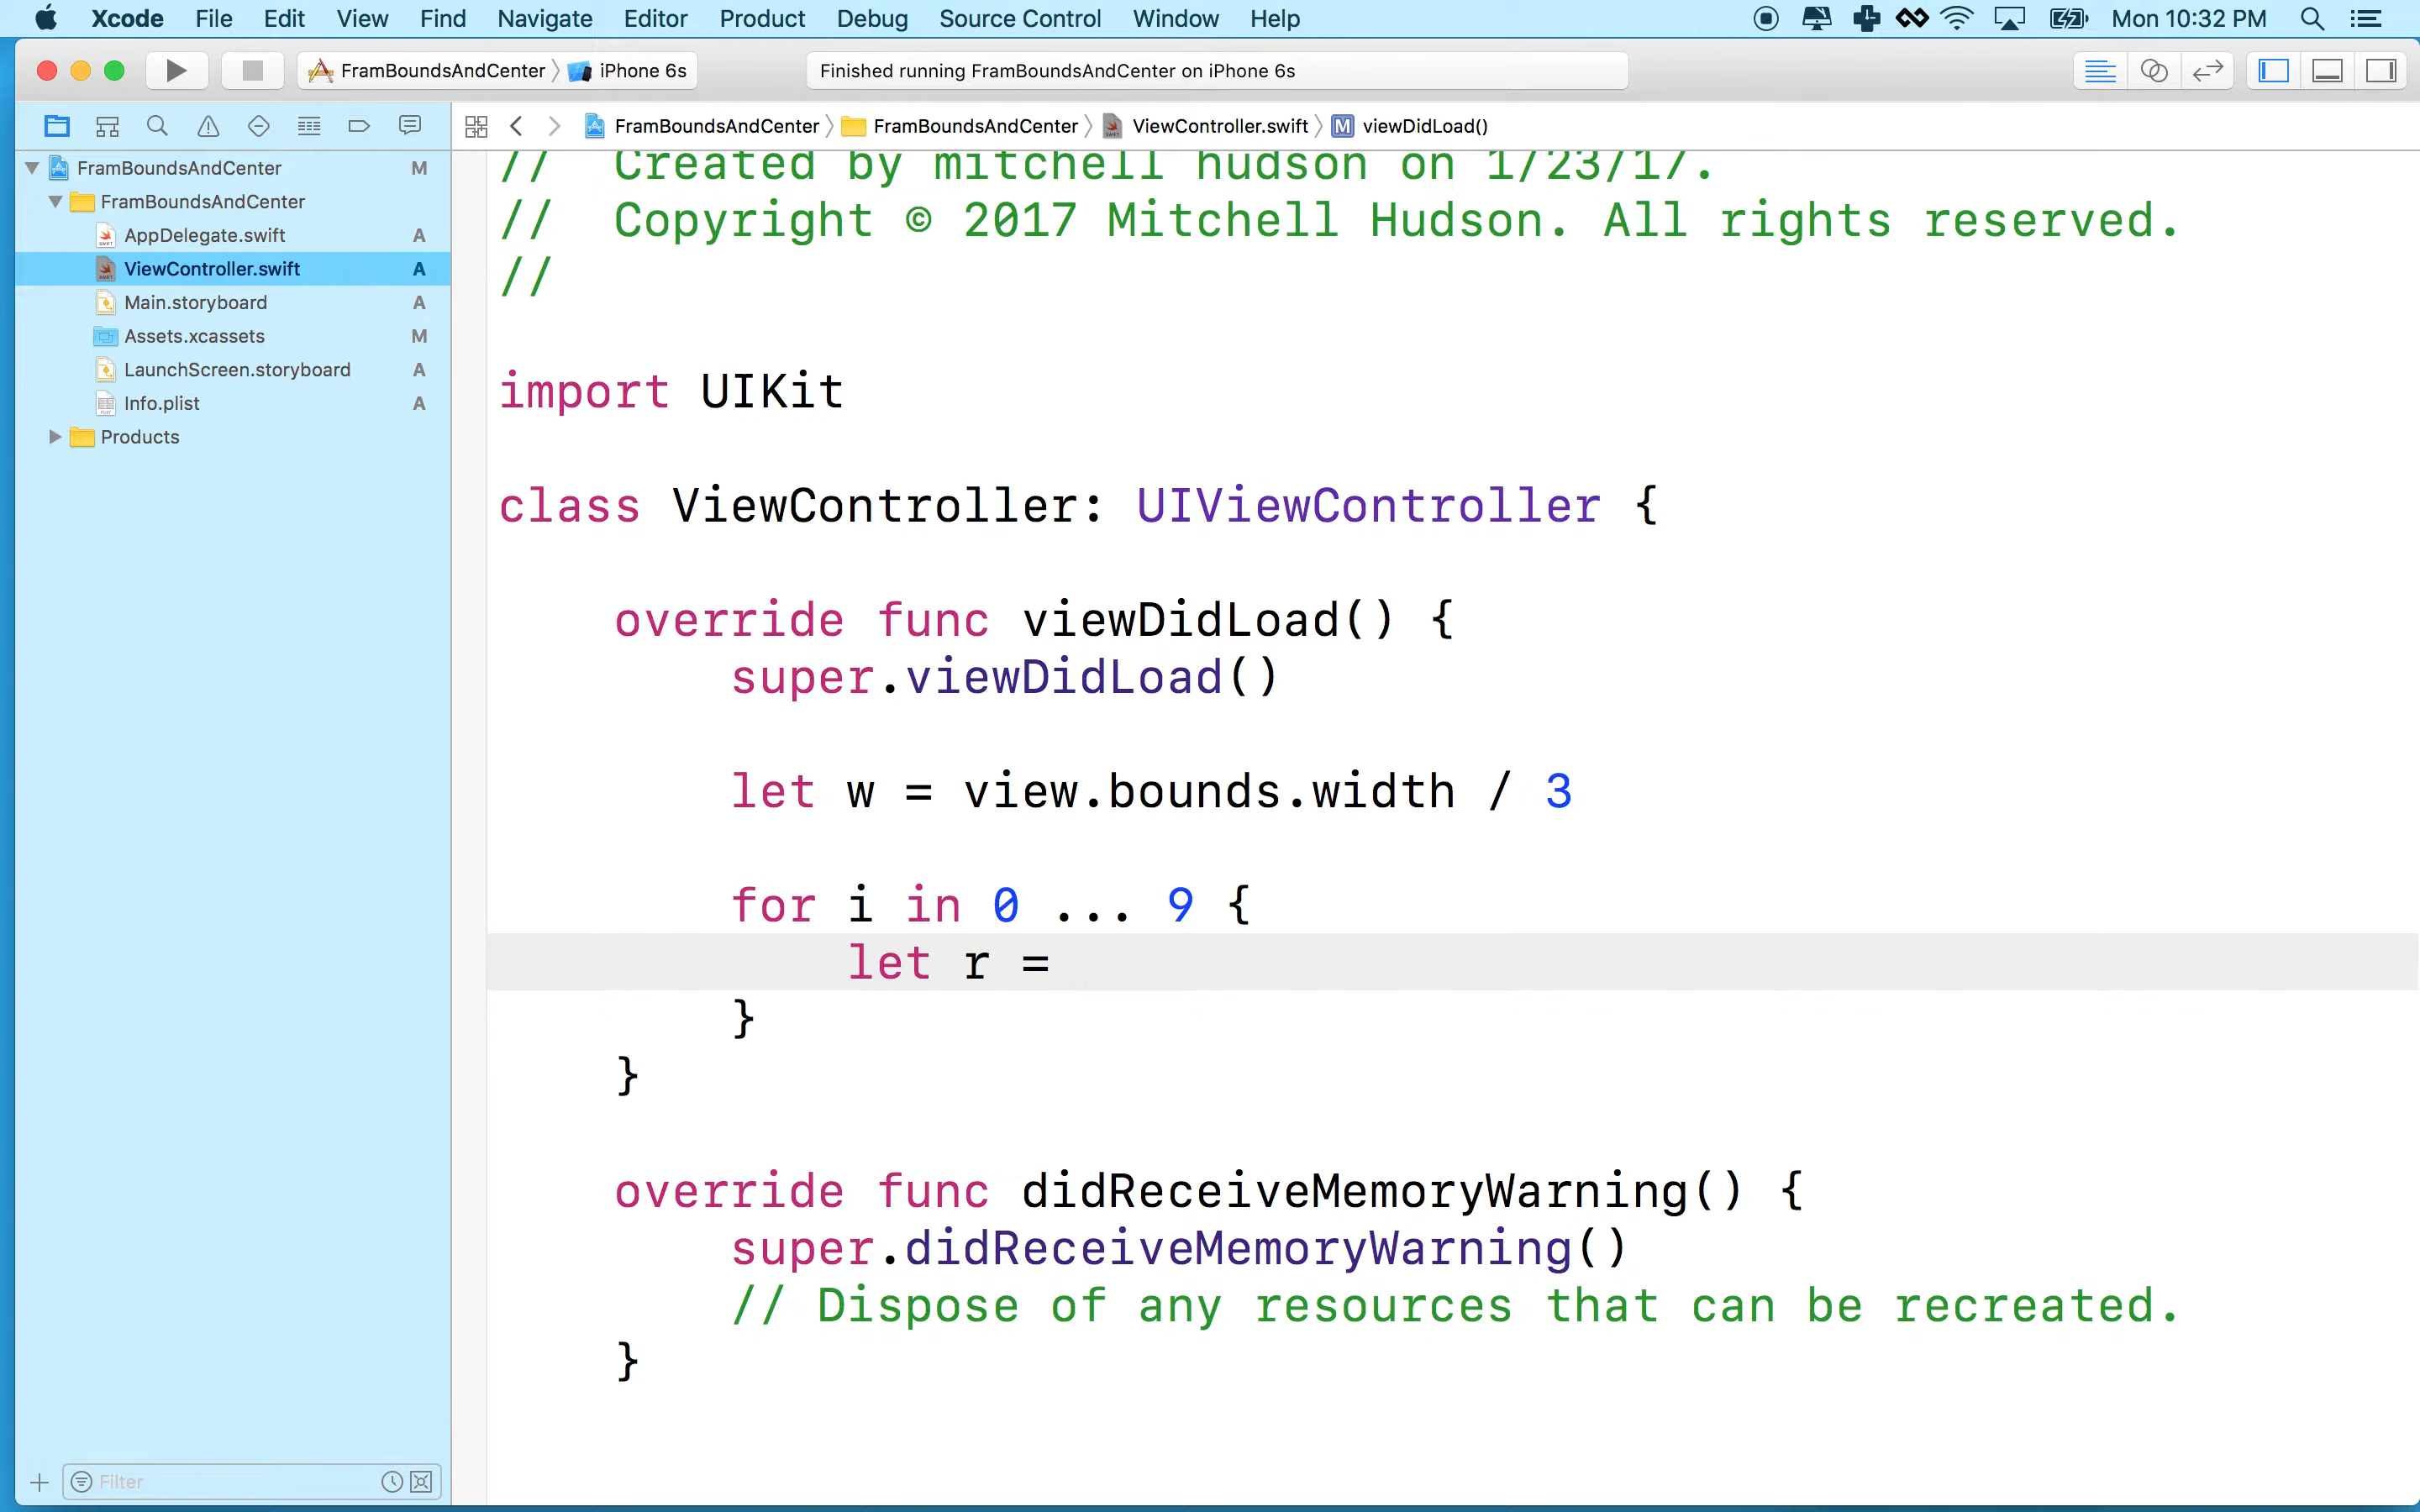 Xcode File Edit View Find Navigate Editor Product Debug Source Control Window Help Mon 10:32 PM
FramBoundsAndCenter iPhone 6s Finished running FramBoundsAndCenter on iPhone 6s
FramBoundsAndCenter FramBoundsAndCenter ViewController.swift M viewDidLoad()
FramBoundsAndCenter M
FramBoundsAndCenter
AppDelegate.swift A
ViewController.swift A
Main.storyboard A
Assets.xcassets M
LaunchScreen.storyboard A
Info.plist A
Products
Filter
//  Created by mitchell hudson on 1/23/17.
//  Copyright © 2017 Mitchell Hudson. All rights reserved.
//
import UIKit
class ViewController: UIViewController {
override func viewDidLoad() {
super.viewDidLoad()
let w = view.bounds.width / 3
for i in 0 ... 9 {
let r =
}
}
override func didReceiveMemoryWarning() {
super.didReceiveMemoryWarning()
// Dispose of any resources that can be recreated.
}